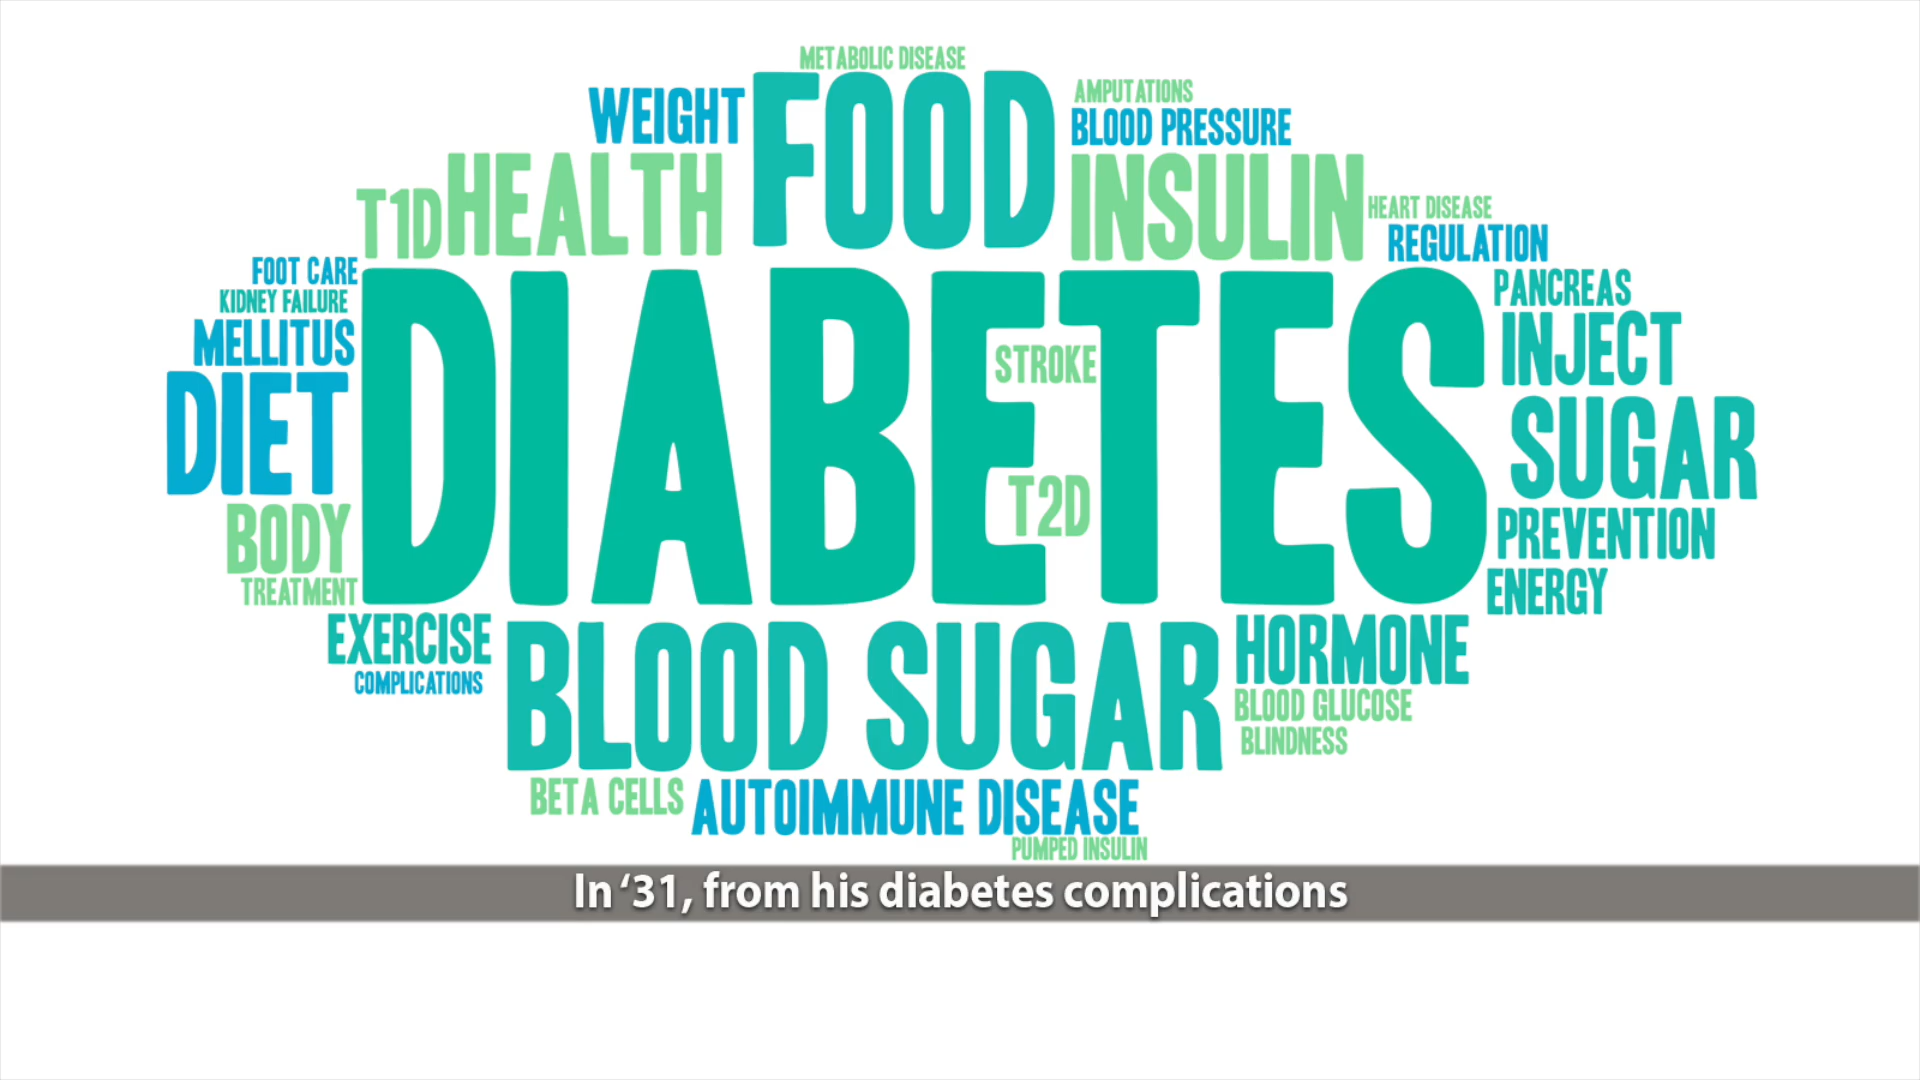 METABOLIC DISEASE
WEIGHT
FOOD
AMPUTATIONS
BLOOD PRESSURE
T1D
HEALTH
INSULIN
HEART DISEASE
REGULATION
FOOT CARE
KIDNEY FAILURE
MELLITUS
DIET
BODY
TREATMENT
DIABETES
STROKE
T2D
PANCREAS
INJECT
SUGAR
PREVENTION
ENERGY
EXERCISE
COMPLICATIONS
BLOOD SUGAR
HORMONE
BLOOD GLUCOSE
BLINDNESS
BETA CELLS
AUTOIMMUNE DISEASE
PUMPED INSULIN
In ‘31, from his diabetes complications